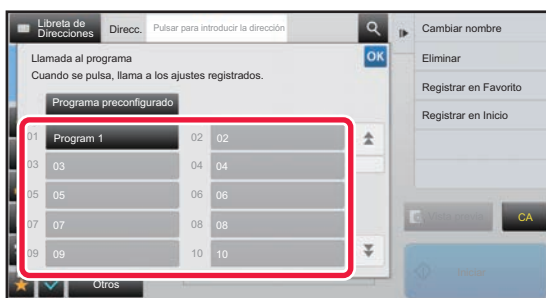 Libreta de Direcciones
Direcc.
Pulsar para introducir la dirección
Llamada al programa
OK
Cuando se pulsa, llama a los ajustes registrados.
Programa preconfigurado
01 Program 1
02 02
03 03
04 04
05 05
06 06
07 07
08 08
09 09
10 10
Otros
Cambiar nombre
Eliminar
Registrar en Favorito
Registrar en Inicio
CA